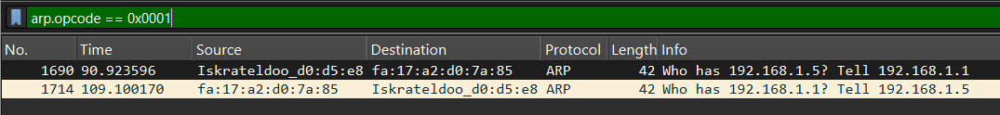 arp.opcode == 0x0001
No. Time Source Destination Protocol Length Info
1690 90.923596 Iskrateldoo_d0:d5:e8 fa:17:a2:d0:7a:85 ARP 42 Who has 192.168.1.5? Tell 192.168.1.1
1714 109.100170 fa:17:a2:d0:7a:85 Iskrateldoo_d0:d5:e8 ARP 42 Who has 192.168.1.1? Tell 192.168.1.5